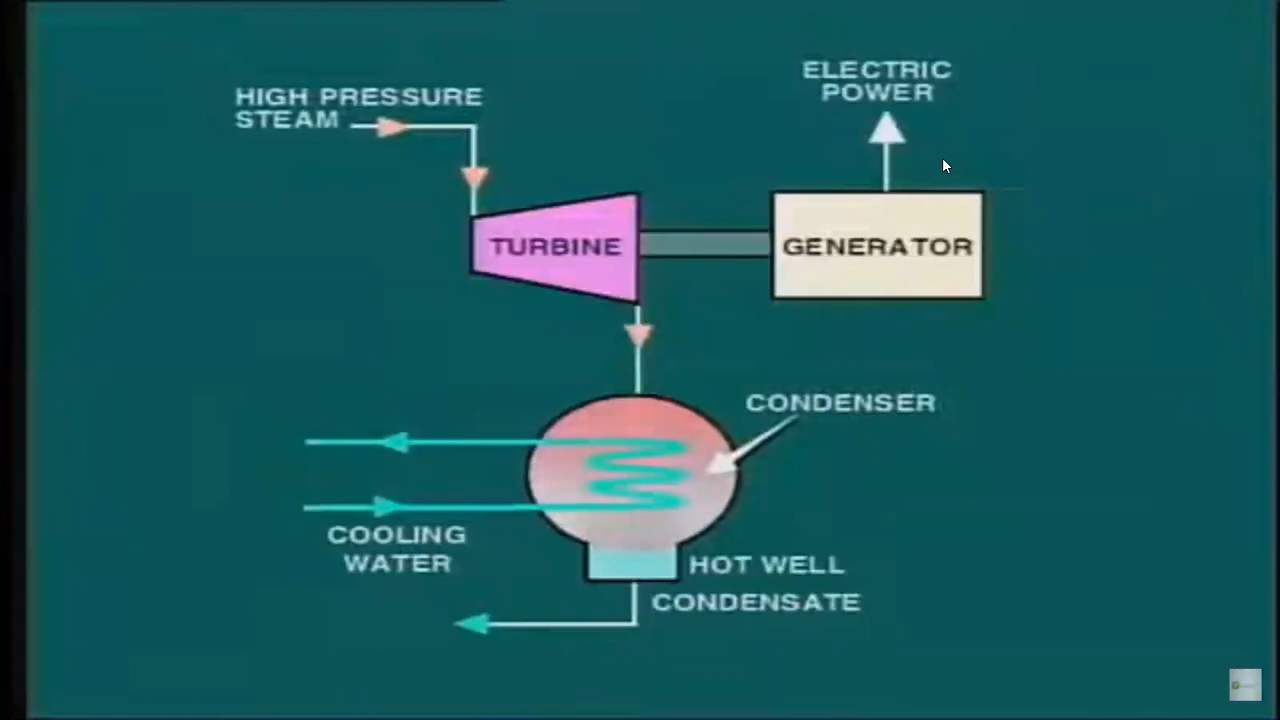 HIGH PRESSURE
STEAM
ELECTRIC
POWER
TURBINE
GENERATOR
CONDENSER
COOLING
WATER
HOT WELL
CONDENSATE